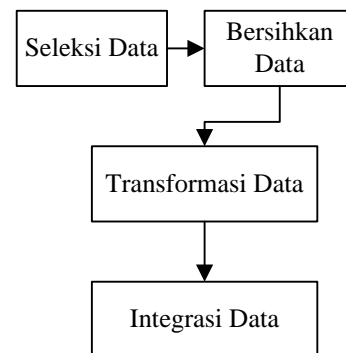 Seleksi Data
Bersihkan
Data
Transformasi Data
Integrasi Data